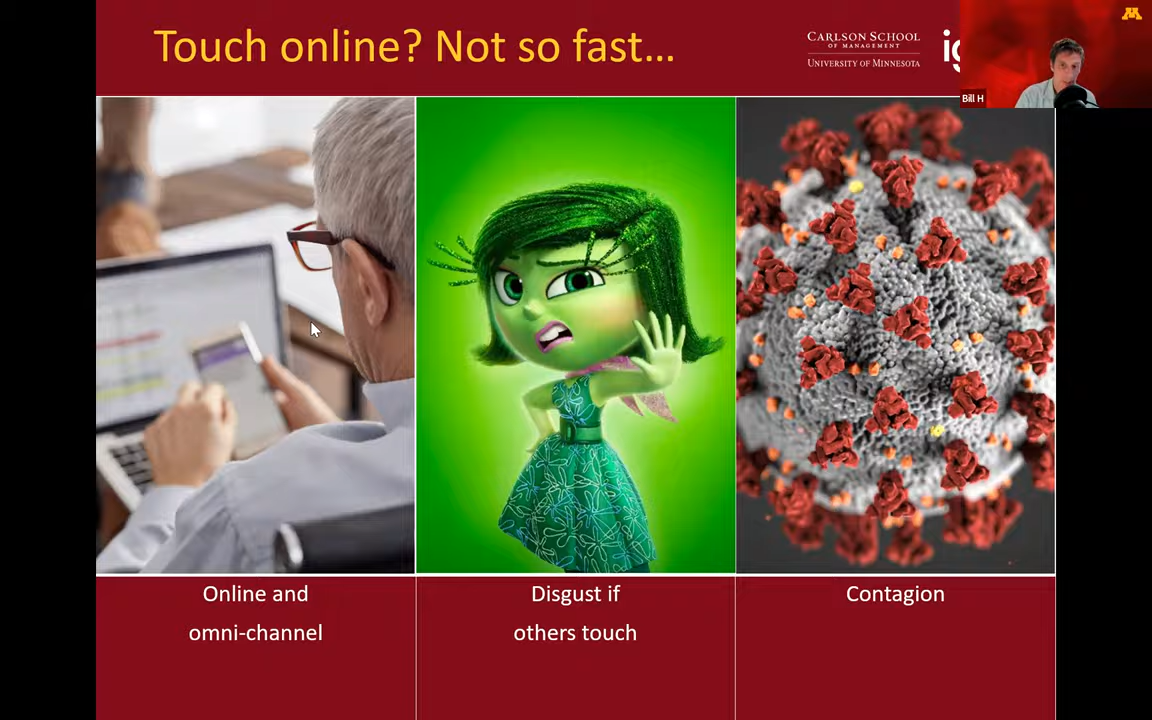 Touch online? Not so fast...
CARLSON SCHOOL
OF MANAGEMENT
UNIVERSITY OF MINNESOTA
ig
M
Bill H
Online and
omni-channel
Disgust if
others touch
Contagion